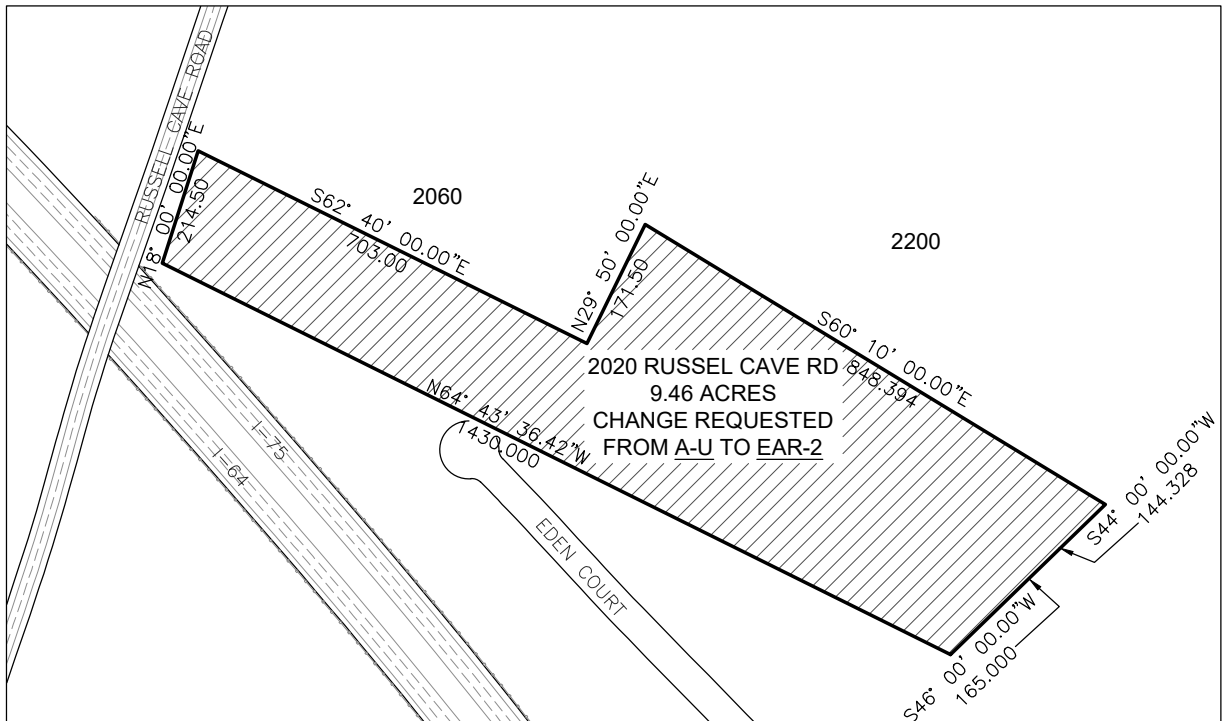 RUSSELL CAVE ROAD
N18° 00' 00.00"E
214.50
S62° 40' 00.00"E
703.00
2060
N29° 50' 00.00"E
171.50
2200
S60° 10' 00.00"E
848.394
2020 RUSSEL CAVE RD
9.46 ACRES
CHANGE REQUESTED
FROM A-U TO EAR-2
N64° 43' 36.42"W
1430.000
I-75
I-64
EDEN COURT
S44° 00' 00.00"W
144.328
S46° 00' 00.00"W
165.000